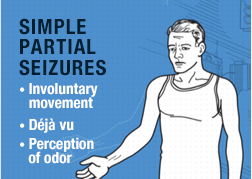 SIMPLE
PARTIAL
SEIZURES
• Involuntary
movement
• Déjà vu
• Perception
of odor